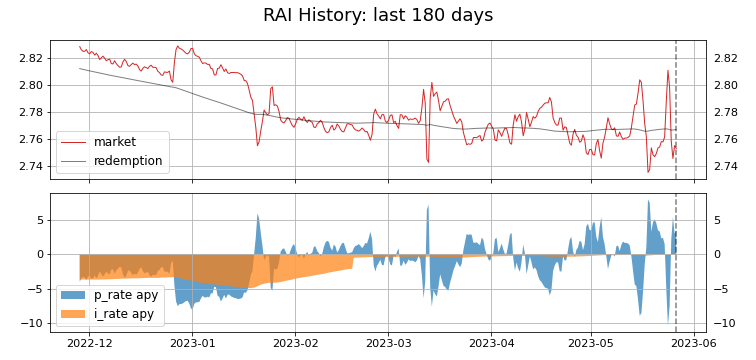 RAI History: last 180 days
2.82 2.82
2.80 2.80
2.78 2.78
2.76 2.76
2.74 2.74
market
redemption
5 5
0 0
−5 −5
−10 −10
p_rate apy
i_rate apy
2022-12 2023-01 2023-02 2023-03 2023-04 2023-05 2023-06